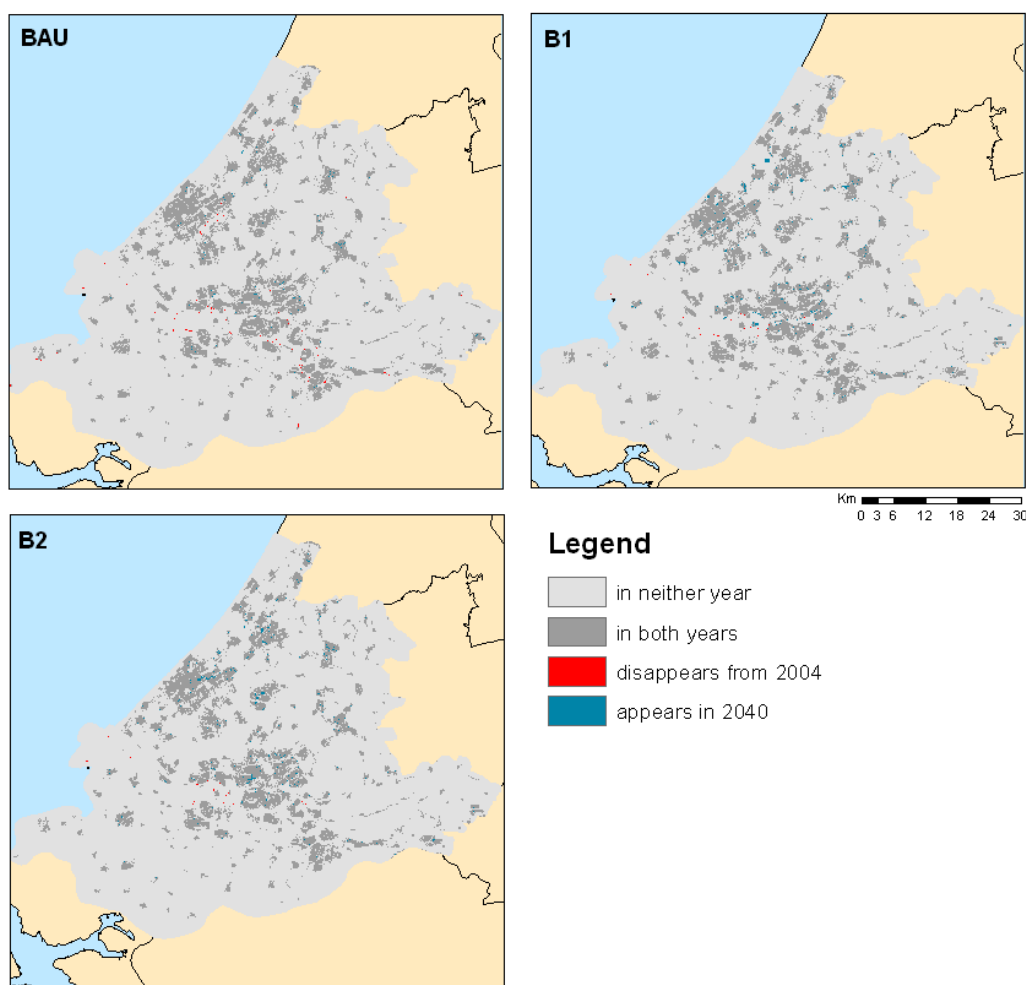 BAU
B1
Km
0 3 6 12 18 24 30
B2
Legend
in neither year
in both years
disappears from 2004
appears in 2040